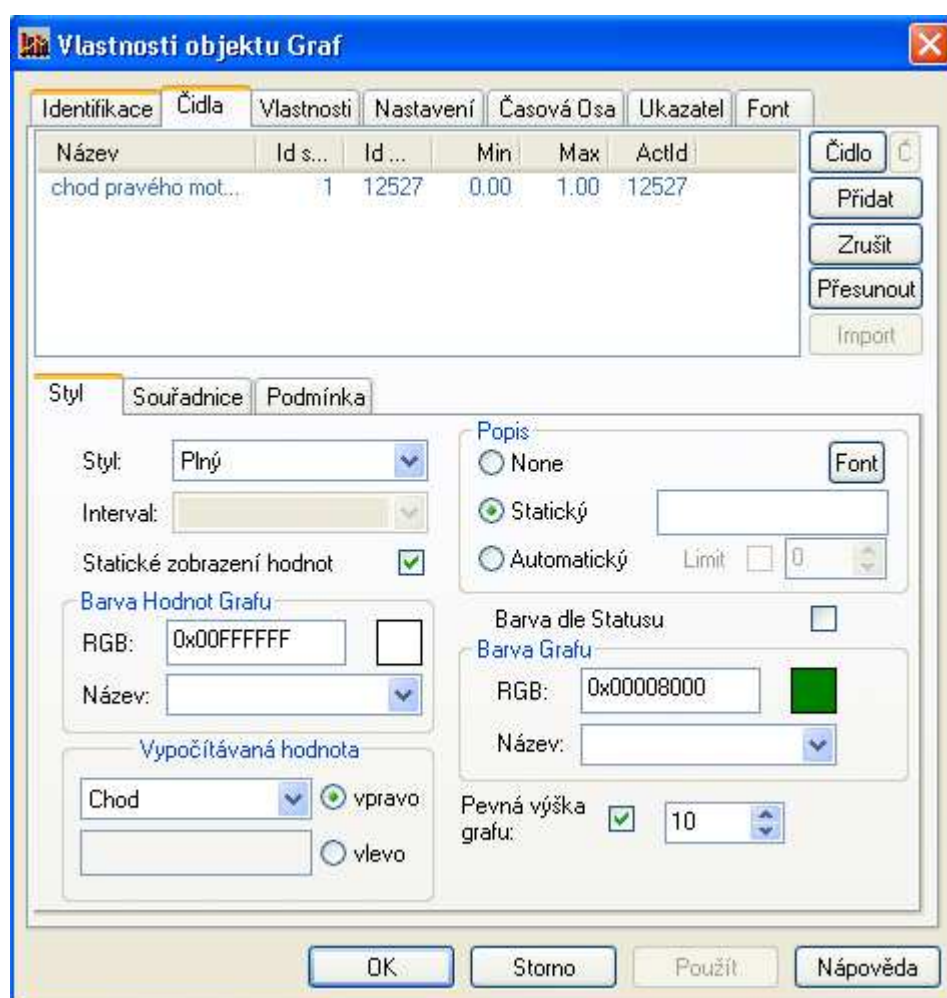 Vlastnosti objektu Graf
Identifikace Čidla Vlastnosti Nastavení Časová Osa Ukazatel Font
Název Id s... Id ... Min Max ActId
chod pravého mot... 1 12527 0.00 1.00 12527
Čidlo Č
Přidat
Zrušit
Přesunout
Import
Styl Souřadnice Podmínka
Styl: Plný
Interval:
Statické zobrazení hodnot
Barva Hodnot Grafu
RGB: 0x00FFFFFF
Název:
Vypočítávaná hodnota
Chod vpravo
vlevo
Popis
None Font
Statický
Automatický Limit 0
Barva dle Statusu
Barva Grafu
RGB: 0x00008000
Název:
Pevná výška
grafu: 10
OK Storno Použít Nápověda